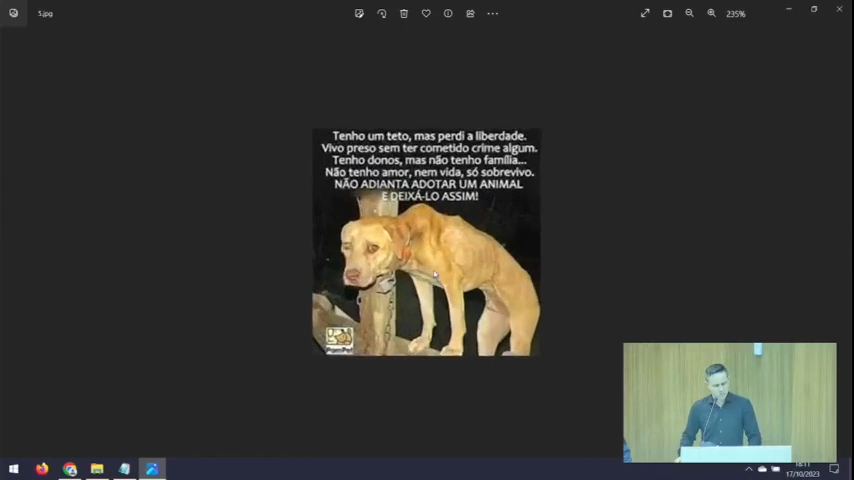 5.jpg
235%
Tenho um teto, mas perdi a liberdade.
Vivo preso sem ter cometido crime algum.
Tenho donos, mas não tenho família...
Não tenho amor, nem vida, só sobrevivo.
NÃO ADIANTA ADOTAR UM ANIMAL
E DEIXÁ-LO ASSIM!
17/10/2023